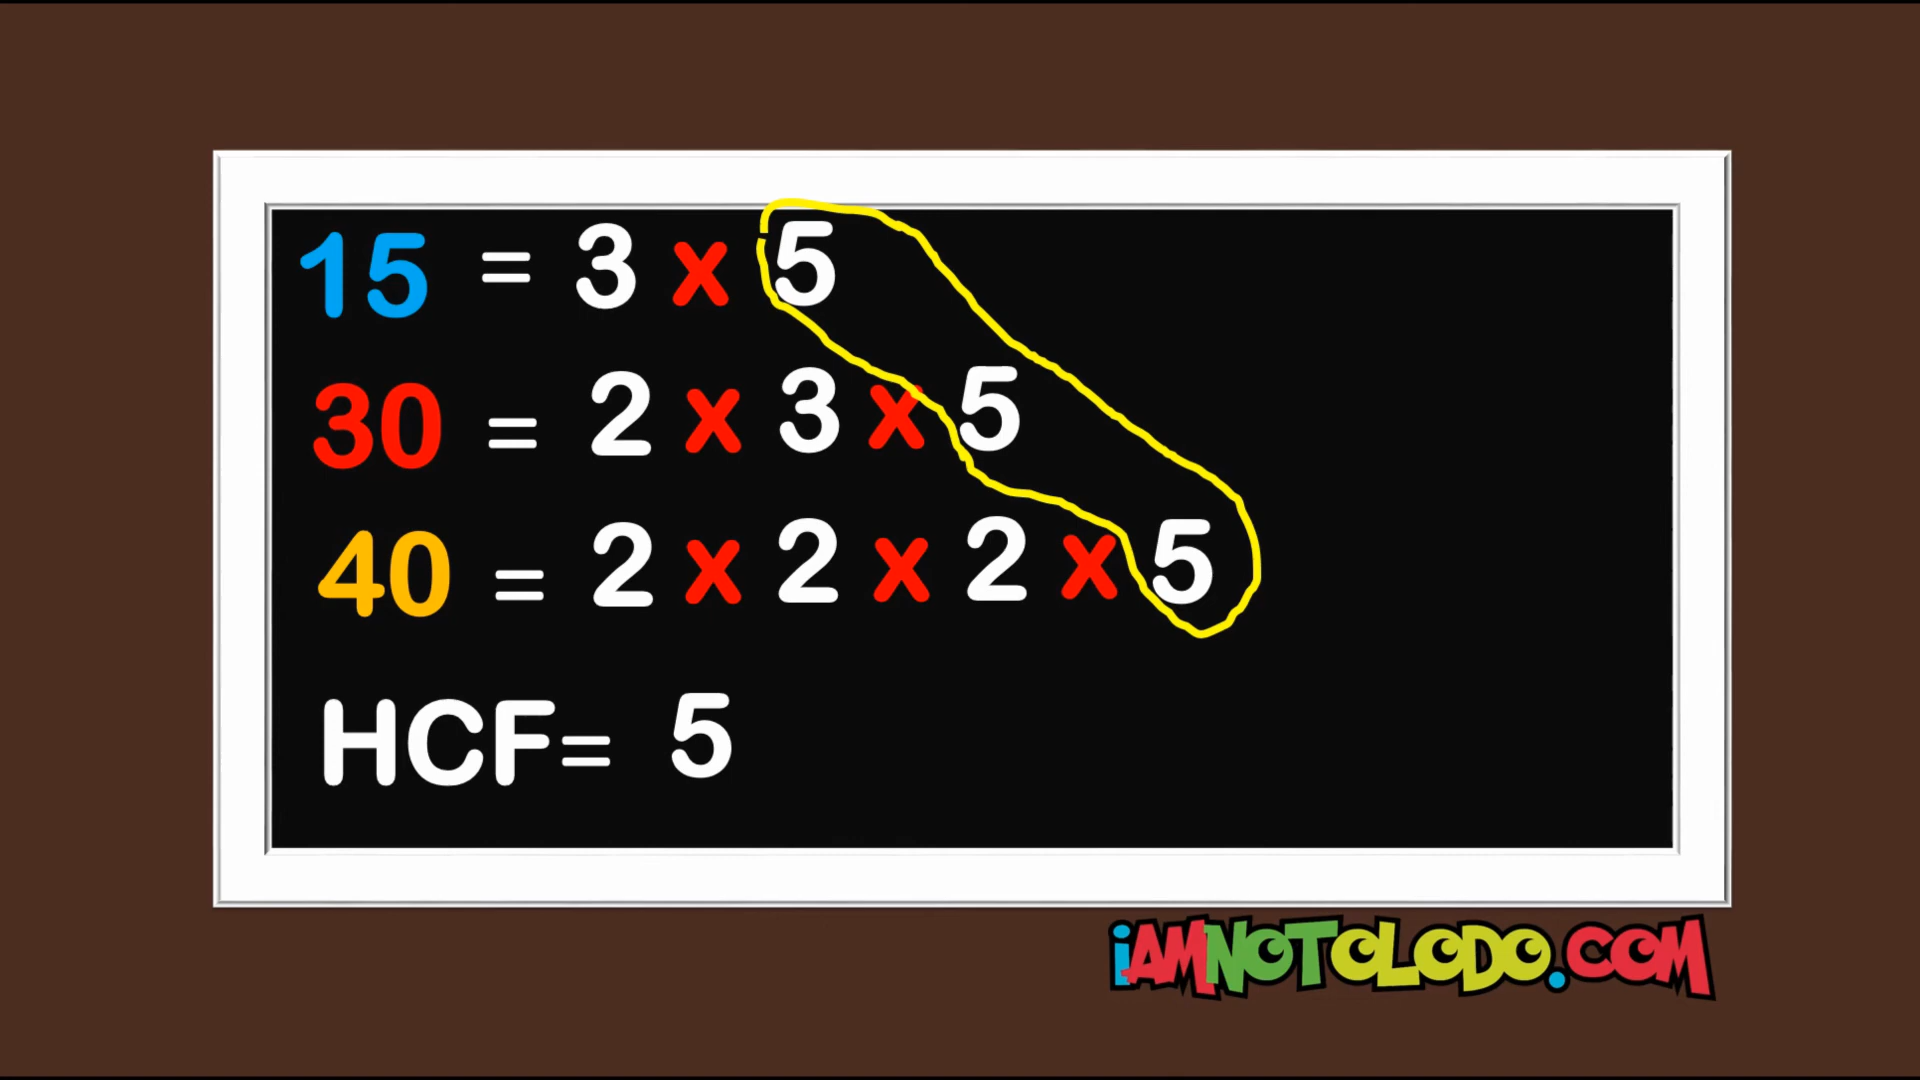 15 = 3 x 5
30 = 2 x 3 x 5
40 = 2 x 2 x 2 x 5
HCF= 5
iAMNOTOLODO.COM